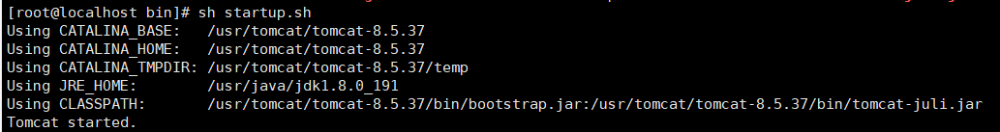 [root@localhost bin]# sh startup.sh
Using CATALINA_BASE:   /usr/tomcat/tomcat-8.5.37
Using CATALINA_HOME:   /usr/tomcat/tomcat-8.5.37
Using CATALINA_TMPDIR: /usr/tomcat/tomcat-8.5.37/temp
Using JRE_HOME:        /usr/java/jdk1.8.0_191
Using CLASSPATH:       /usr/tomcat/tomcat-8.5.37/bin/bootstrap.jar:/usr/tomcat/tomcat-8.5.37/bin/tomcat-juli.jar
Tomcat started.